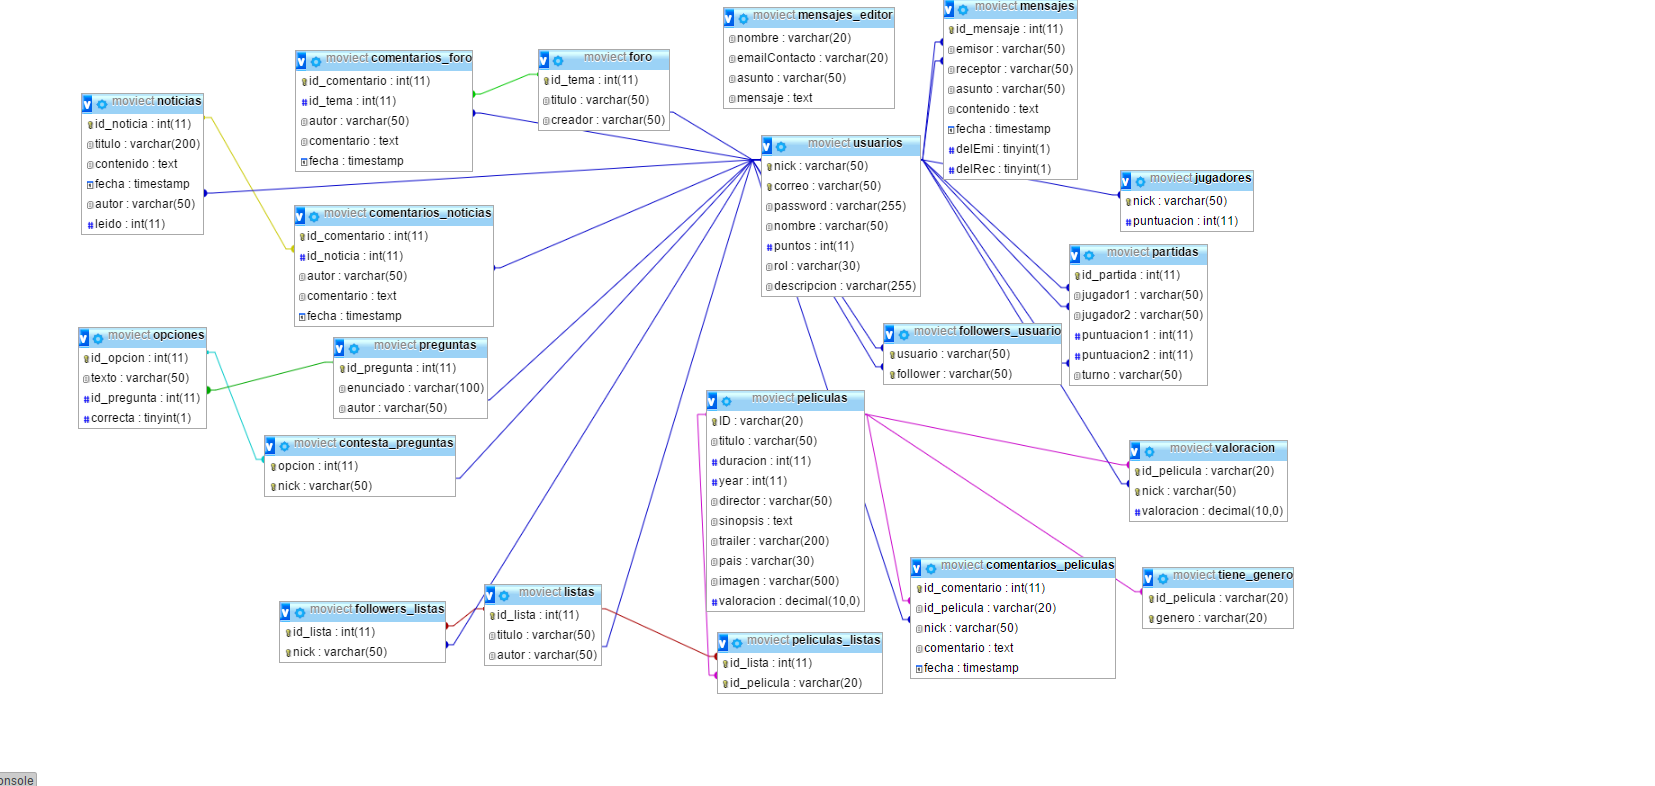 moviect mensajes_editor
nombre : varchar(20)
emailContacto : varchar(20)
asunto : varchar(50)
mensaje : text
moviect mensajes
id_mensaje : int(11)
emisor : varchar(50)
receptor : varchar(50)
asunto : varchar(50)
contenido : text
fecha : timestamp
delEmi : tinyint(1)
delRec : tinyint(1)
moviect comentarios_foro
id_comentario : int(11)
id_tema : int(11)
autor : varchar(50)
comentario : text
fecha : timestamp
moviect foro
id_tema : int(11)
titulo : varchar(50)
creador : varchar(50)
moviect noticias
id_noticia : int(11)
titulo : varchar(200)
contenido : text
fecha : timestamp
autor : varchar(50)
leido : int(11)
moviect usuarios
nick : varchar(50)
correo : varchar(50)
password : varchar(255)
nombre : varchar(50)
puntos : int(11)
rol : varchar(30)
descripcion : varchar(255)
moviect jugadores
nick : varchar(50)
puntuacion : int(11)
moviect comentarios_noticias
id_comentario : int(11)
id_noticia : int(11)
autor : varchar(50)
comentario : text
fecha : timestamp
moviect partidas
id_partida : int(11)
jugador1 : varchar(50)
jugador2 : varchar(50)
puntuacion1 : int(11)
puntuacion2 : int(11)
turno : varchar(50)
moviect opciones
id_opcion : int(11)
texto : varchar(50)
id_pregunta : int(11)
correcta : tinyint(1)
moviect preguntas
id_pregunta : int(11)
enunciado : varchar(100)
autor : varchar(50)
moviect followers_usuario
usuario : varchar(50)
follower : varchar(50)
moviect contesta_preguntas
opcion : int(11)
nick : varchar(50)
moviect peliculas
ID : varchar(20)
titulo : varchar(50)
duracion : int(11)
year : int(11)
director : varchar(50)
sinopsis : text
trailer : varchar(200)
pais : varchar(30)
imagen : varchar(500)
valoracion : decimal(10,0)
moviect valoracion
id_pelicula : varchar(20)
nick : varchar(50)
valoracion : decimal(10,0)
moviect comentarios_peliculas
id_comentario : int(11)
id_pelicula : varchar(20)
nick : varchar(50)
comentario : text
fecha : timestamp
moviect tiene_genero
id_pelicula : varchar(20)
genero : varchar(20)
moviect followers_listas
id_lista : int(11)
nick : varchar(50)
moviect listas
id_lista : int(11)
titulo : varchar(50)
autor : varchar(50)
moviect peliculas_listas
id_lista : int(11)
id_pelicula : varchar(20)
onsole